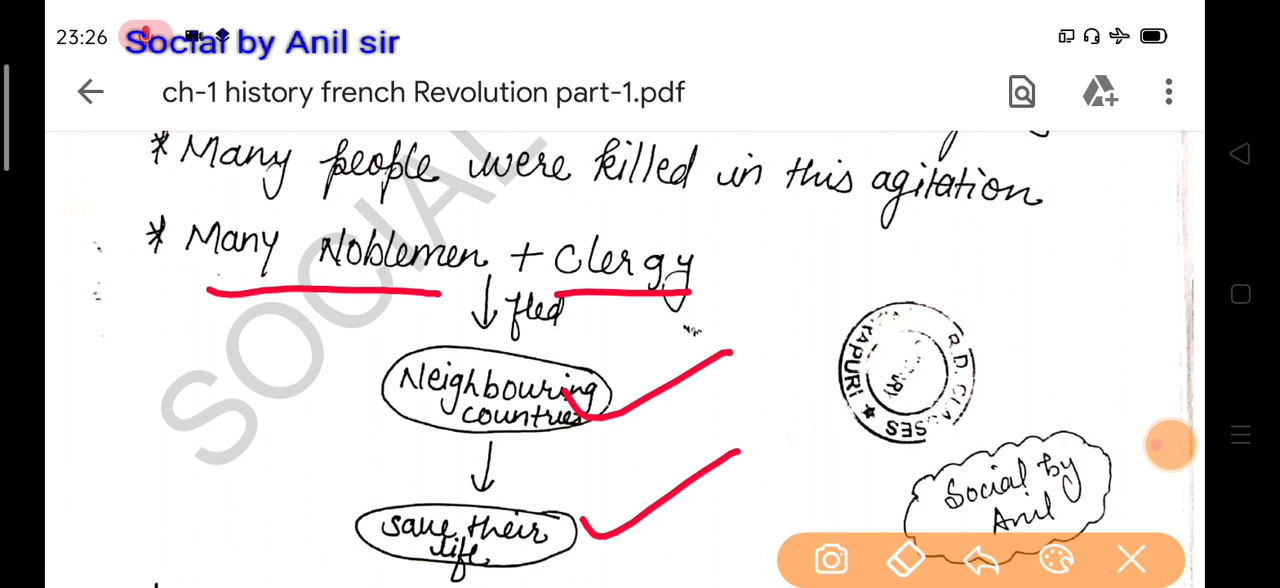 23:26
Social by Anil sir
ch-1 history french Revolution part-1.pdf
* Many people were killed in this agitation
* Many Noblemen + Clergy
fled
Neighbouring
countries
save their
life
SOCIAL
R.D. CLASSES
Social by
Anil